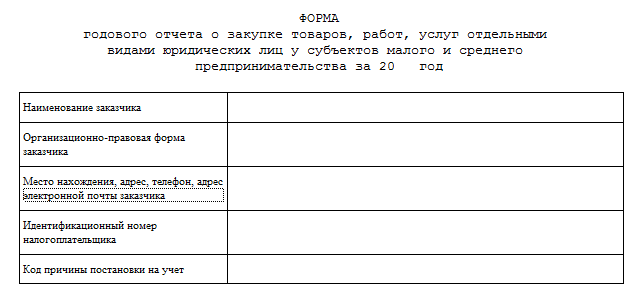 ФОРМА
годового отчета о закупке товаров, работ, услуг отдельными
видами юридических лиц у субъектов малого и среднего
предпринимательства за 20   год
Наименование заказчика
Организационно-правовая форма
заказчика
Место нахождения, адрес, телефон, адрес
электронной почты заказчика
Идентификационный номер
налогоплательщика
Код причины постановки на учет